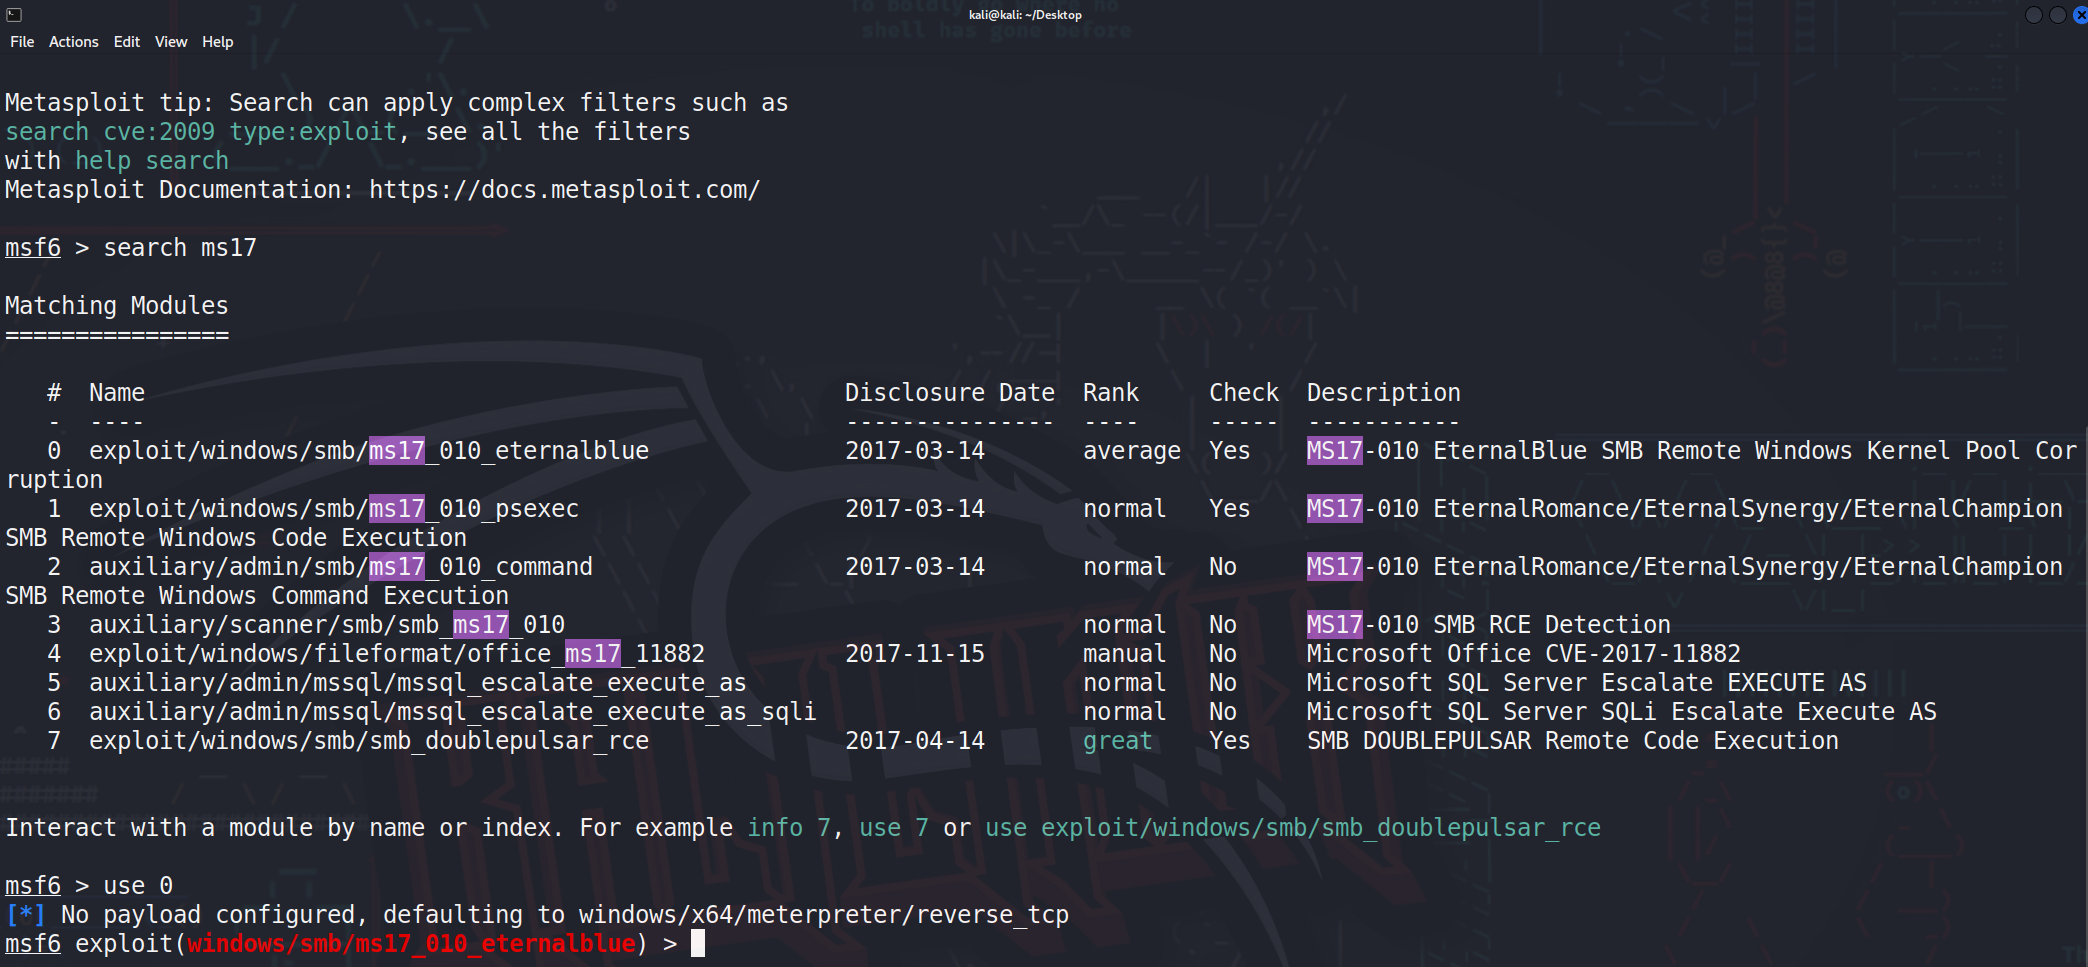 To boldly go where no
shell has gone before
kali@kali: ~/Desktop
File Actions Edit View Help
Metasploit tip: Search can apply complex filters such as
search cve:2009 type:exploit, see all the filters
with help search
Metasploit Documentation: https://docs.metasploit.com/
msf6 > search ms17
Matching Modules
================
# Name Disclosure Date Rank Check Description
- ---- --------------- ---- ----- -----------
0 exploit/windows/smb/ms17_010_eternalblue 2017-03-14 average Yes MS17-010 EternalBlue SMB Remote Windows Kernel Pool Cor
ruption
1 exploit/windows/smb/ms17_010_psexec 2017-03-14 normal Yes MS17-010 EternalRomance/EternalSynergy/EternalChampion
SMB Remote Windows Code Execution
2 auxiliary/admin/smb/ms17_010_command 2017-03-14 normal No MS17-010 EternalRomance/EternalSynergy/EternalChampion
SMB Remote Windows Command Execution
3 auxiliary/scanner/smb/smb_ms17_010 normal No MS17-010 SMB RCE Detection
4 exploit/windows/fileformat/office_ms17_11882 2017-11-15 manual No Microsoft Office CVE-2017-11882
5 auxiliary/admin/mssql/mssql_escalate_execute_as normal No Microsoft SQL Server Escalate EXECUTE AS
6 auxiliary/admin/mssql/mssql_escalate_execute_as_sqli normal No Microsoft SQL Server SQLi Escalate Execute AS
7 exploit/windows/smb/smb_doublepulsar_rce 2017-04-14 great Yes SMB DOUBLEPULSAR Remote Code Execution
Interact with a module by name or index. For example info 7, use 7 or use exploit/windows/smb/smb_doublepulsar_rce
msf6 > use 0
[*] No payload configured, defaulting to windows/x64/meterpreter/reverse_tcp
msf6 exploit(windows/smb/ms17_010_eternalblue) >